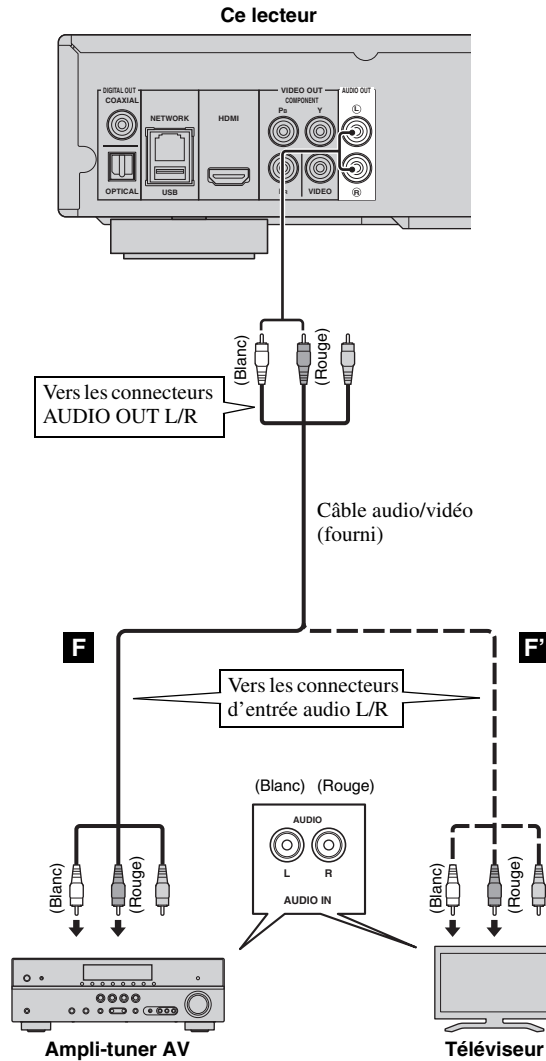 Ce lecteur
DIGITAL OUT
COAXIAL
OPTICAL
NETWORK
USB
HDMI
VIDEO OUT
COMPONENT
PB
Y
PR
VIDEO
AUDIO OUT
L
R
(Blanc)
(Rouge)
Vers les connecteurs
AUDIO OUT L/R
Câble audio/vidéo
(fourni)
F
F'
Vers les connecteurs
d'entrée audio L/R
(Blanc) (Rouge)
AUDIO
L R
AUDIO IN
(Blanc)
(Rouge)
(Blanc)
(Rouge)
Ampli-tuner AV
Téléviseur